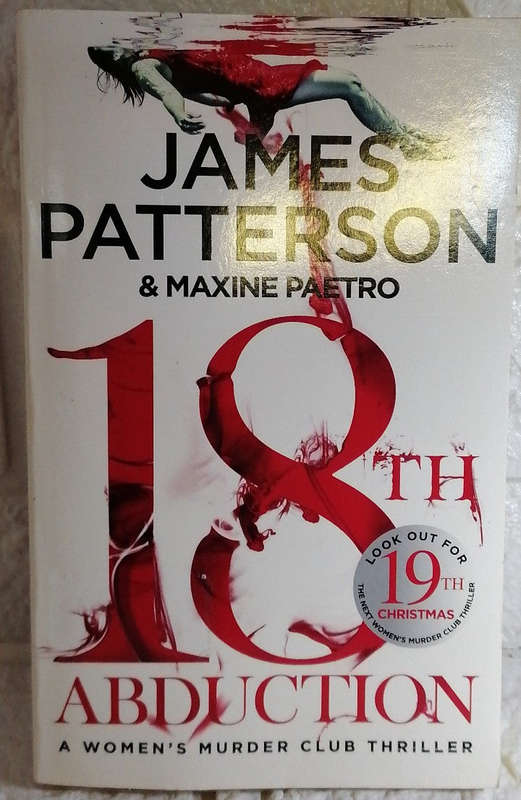 JAMES
PATTERSON
& MAXINE PAETRO
18TH
LOOK OUT FOR
19TH
CHRISTMAS
THE NEXT WOMEN'S MURDER CLUB THRILLER
ABDUCTION
A WOMEN'S MURDER CLUB THRILLER